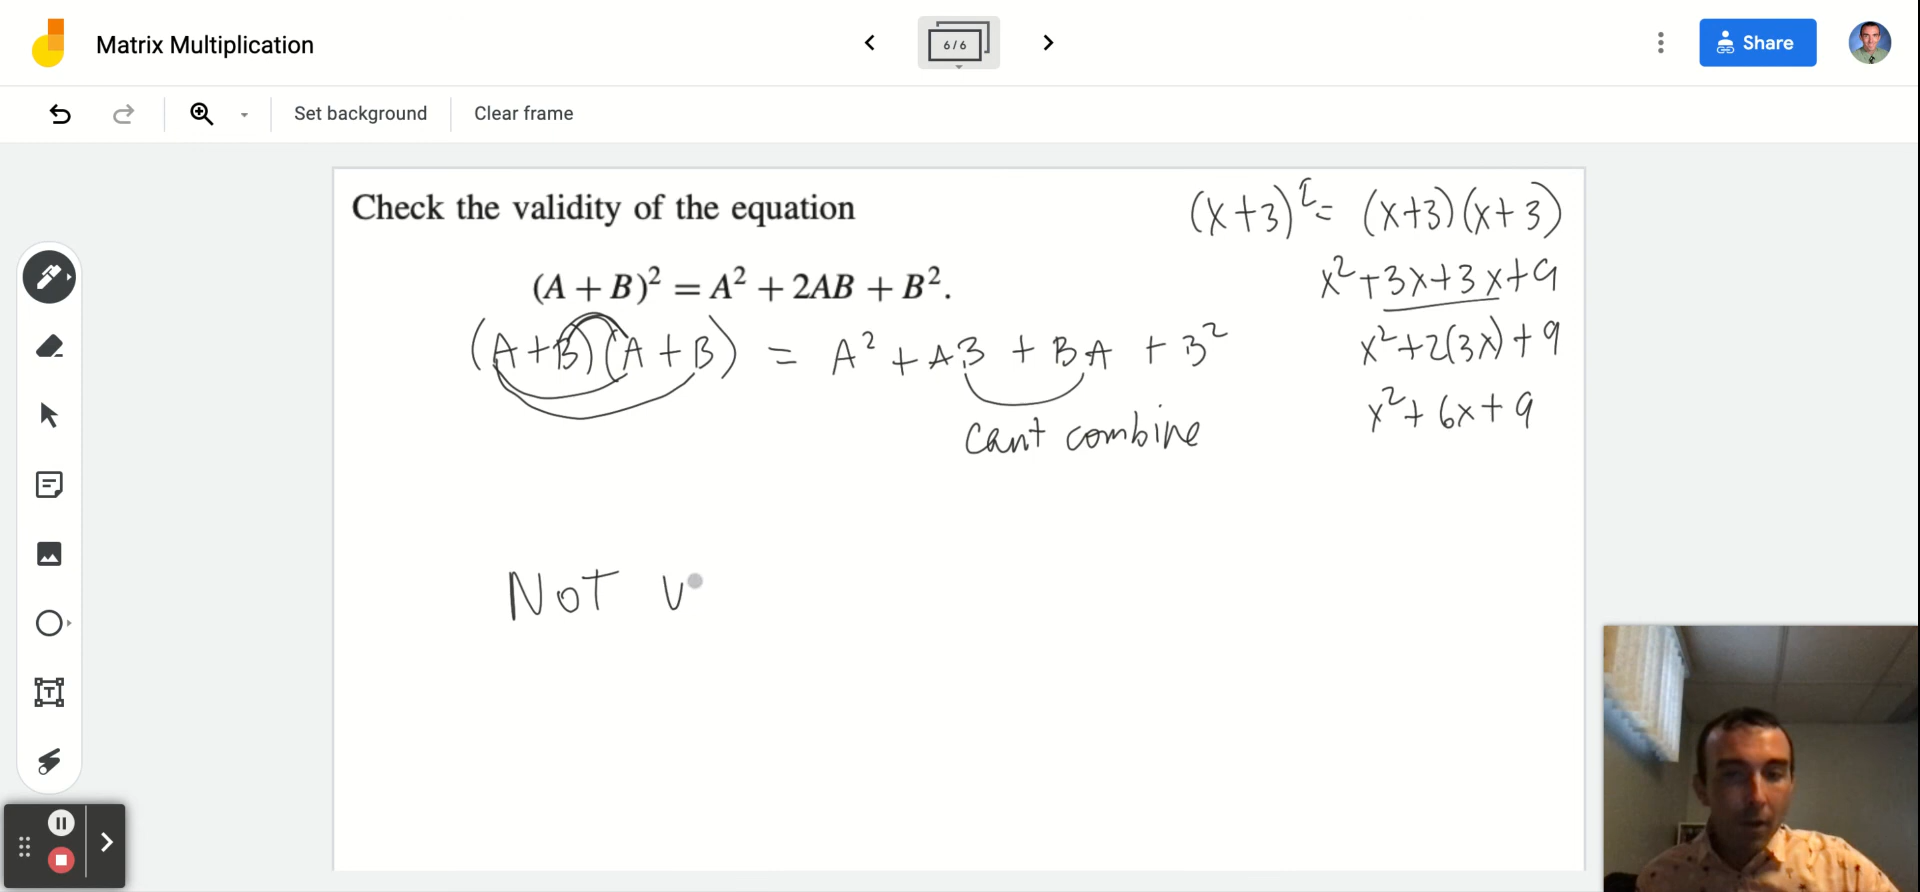 Matrix Multiplication
6 / 6
Share
Set background
Clear frame
Check the validity of the equation
(A + B)² = A² + 2AB + B².
(A+B)(A+B) = A² + AB + BA + B²
can't combine
NOT v
(x+3)² = (x+3)(x+3)
x²+3x+3x+9
x²+2(3x)+9
x²+6x+9